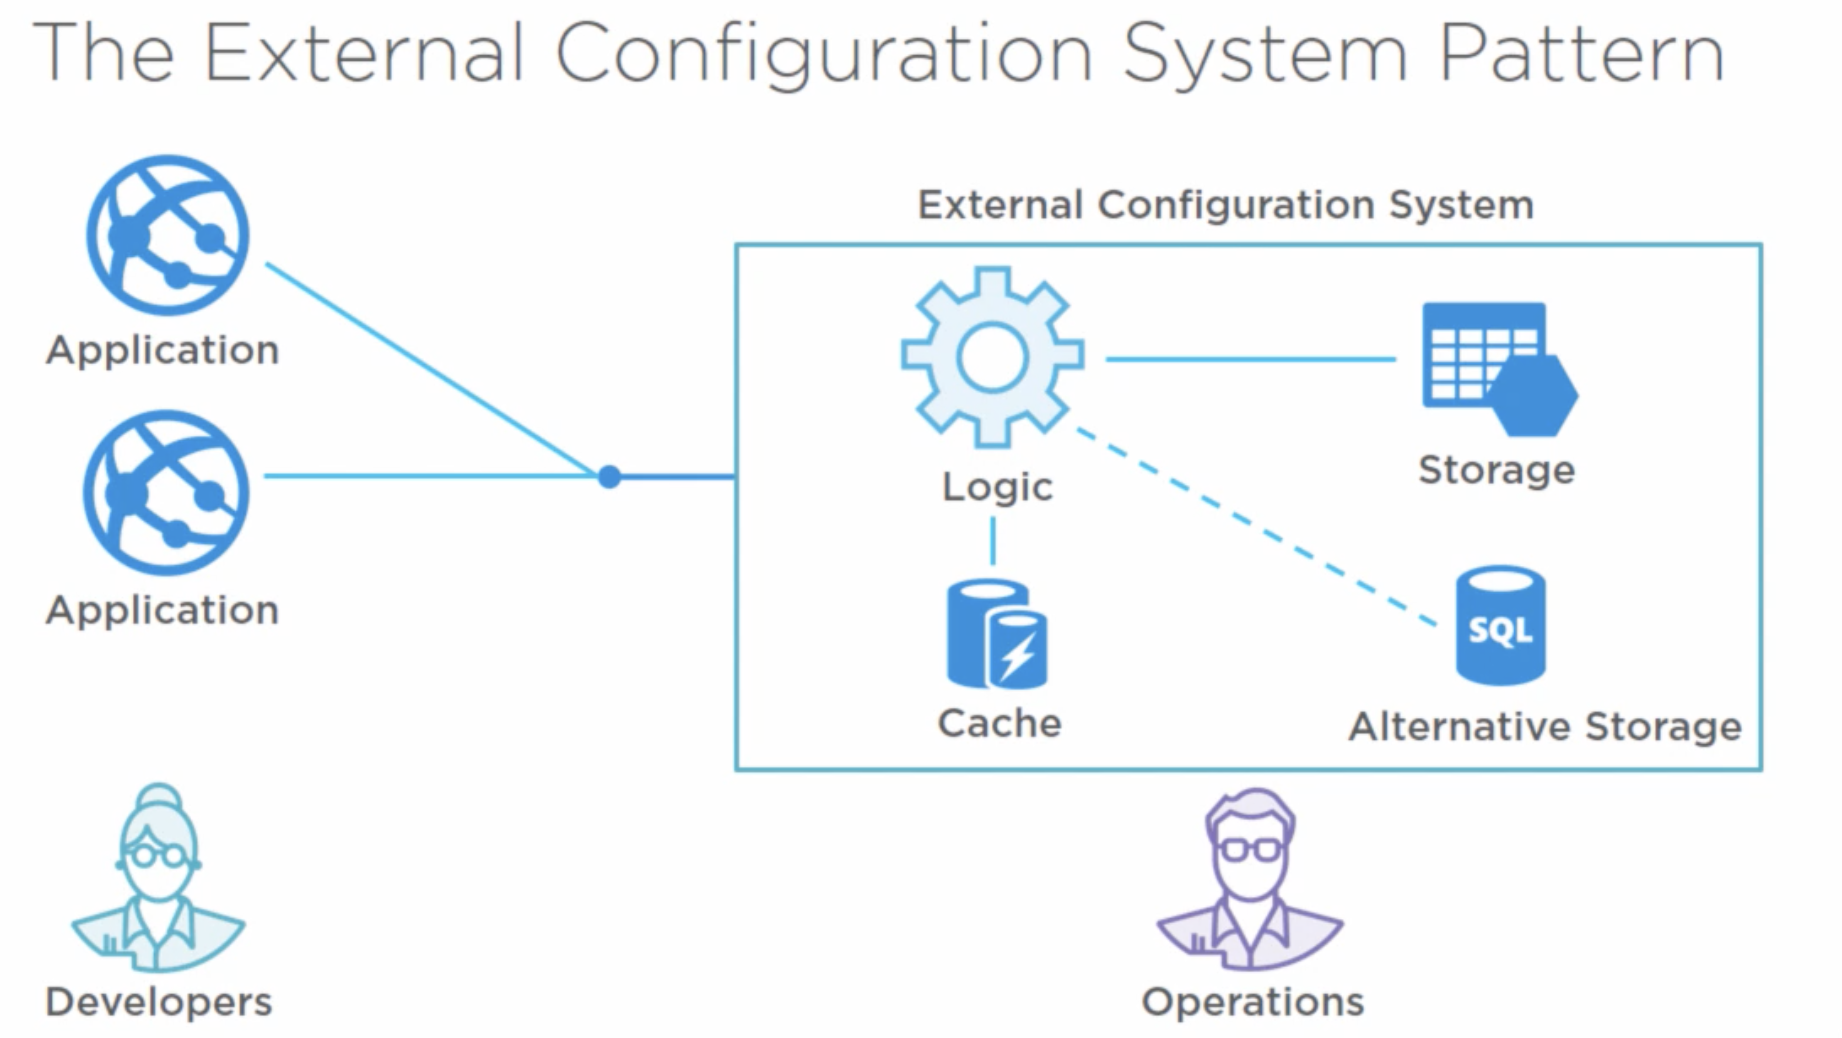 The External Configuration System Pattern
External Configuration System
Application
Application
Logic
Storage
Cache
SQL
Alternative Storage
Developers
Operations